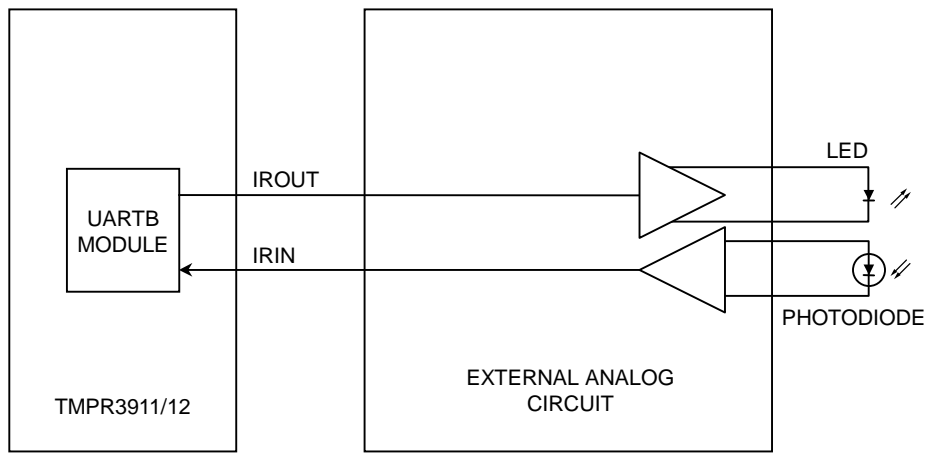 LED
IROUT
UARTB
MODULE
IRIN
PHOTODIODE
EXTERNAL ANALOG
CIRCUIT
TMPR3911/12